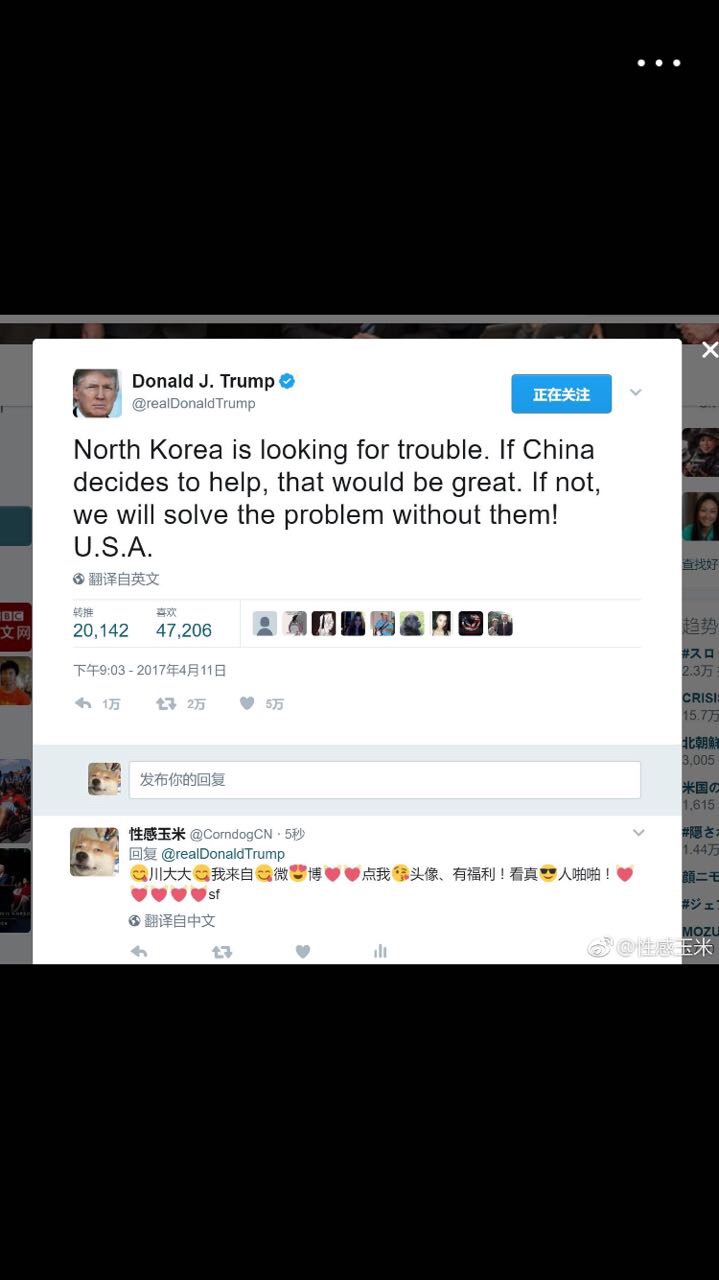 Donald J. Trump
@realDonaldTrump
正在关注
North Korea is looking for trouble. If China
decides to help, that would be great. If not,
we will solve the problem without them!
U.S.A.
翻译自英文
转推 喜欢
20,142 47,206
下午9:03 - 2017年4月11日
1万 2万 5万
发布你的回复
性感玉米 @CorndogCN · 5秒
回复 @realDonaldTrump
😋川大大😋我来自😋微😍博💓💓点我😘头像、有福利！看真😎人啪啪！💓
💓💓💓💓sf
翻译自中文
BBC
文网
查找好
趋势
#スロ
2.3万
CRISI
15.7万
北朝鮮
3,005
米国の
1,615
#隠さ
1.44万
顔ニモ
#ジェフ
MOZU
@性感玉米